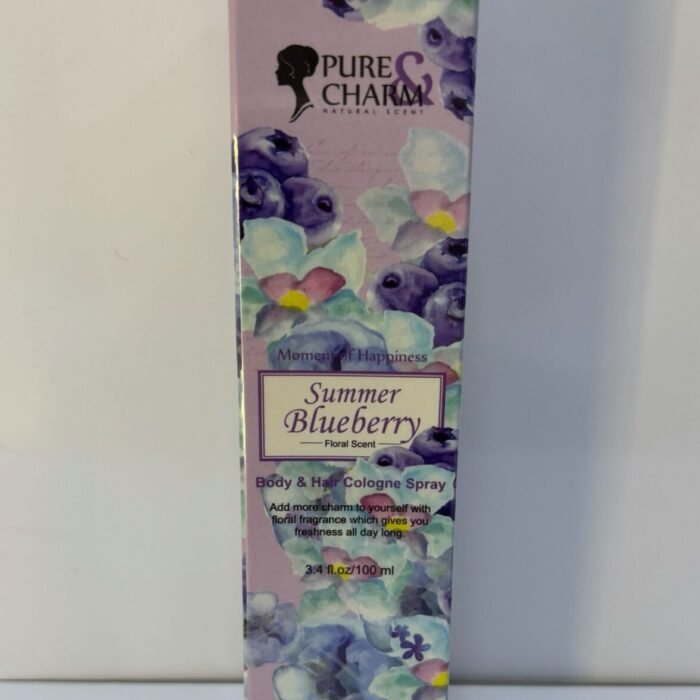 PURE &
CHARM
NATURAL SCENT
Moment of Happiness
Summer
Blueberry
Floral Scent
Body & Hair Cologne Spray
Add more charm to yourself with
floral fragrance which gives you
freshness all day long.
3.4 fl.oz/100 ml